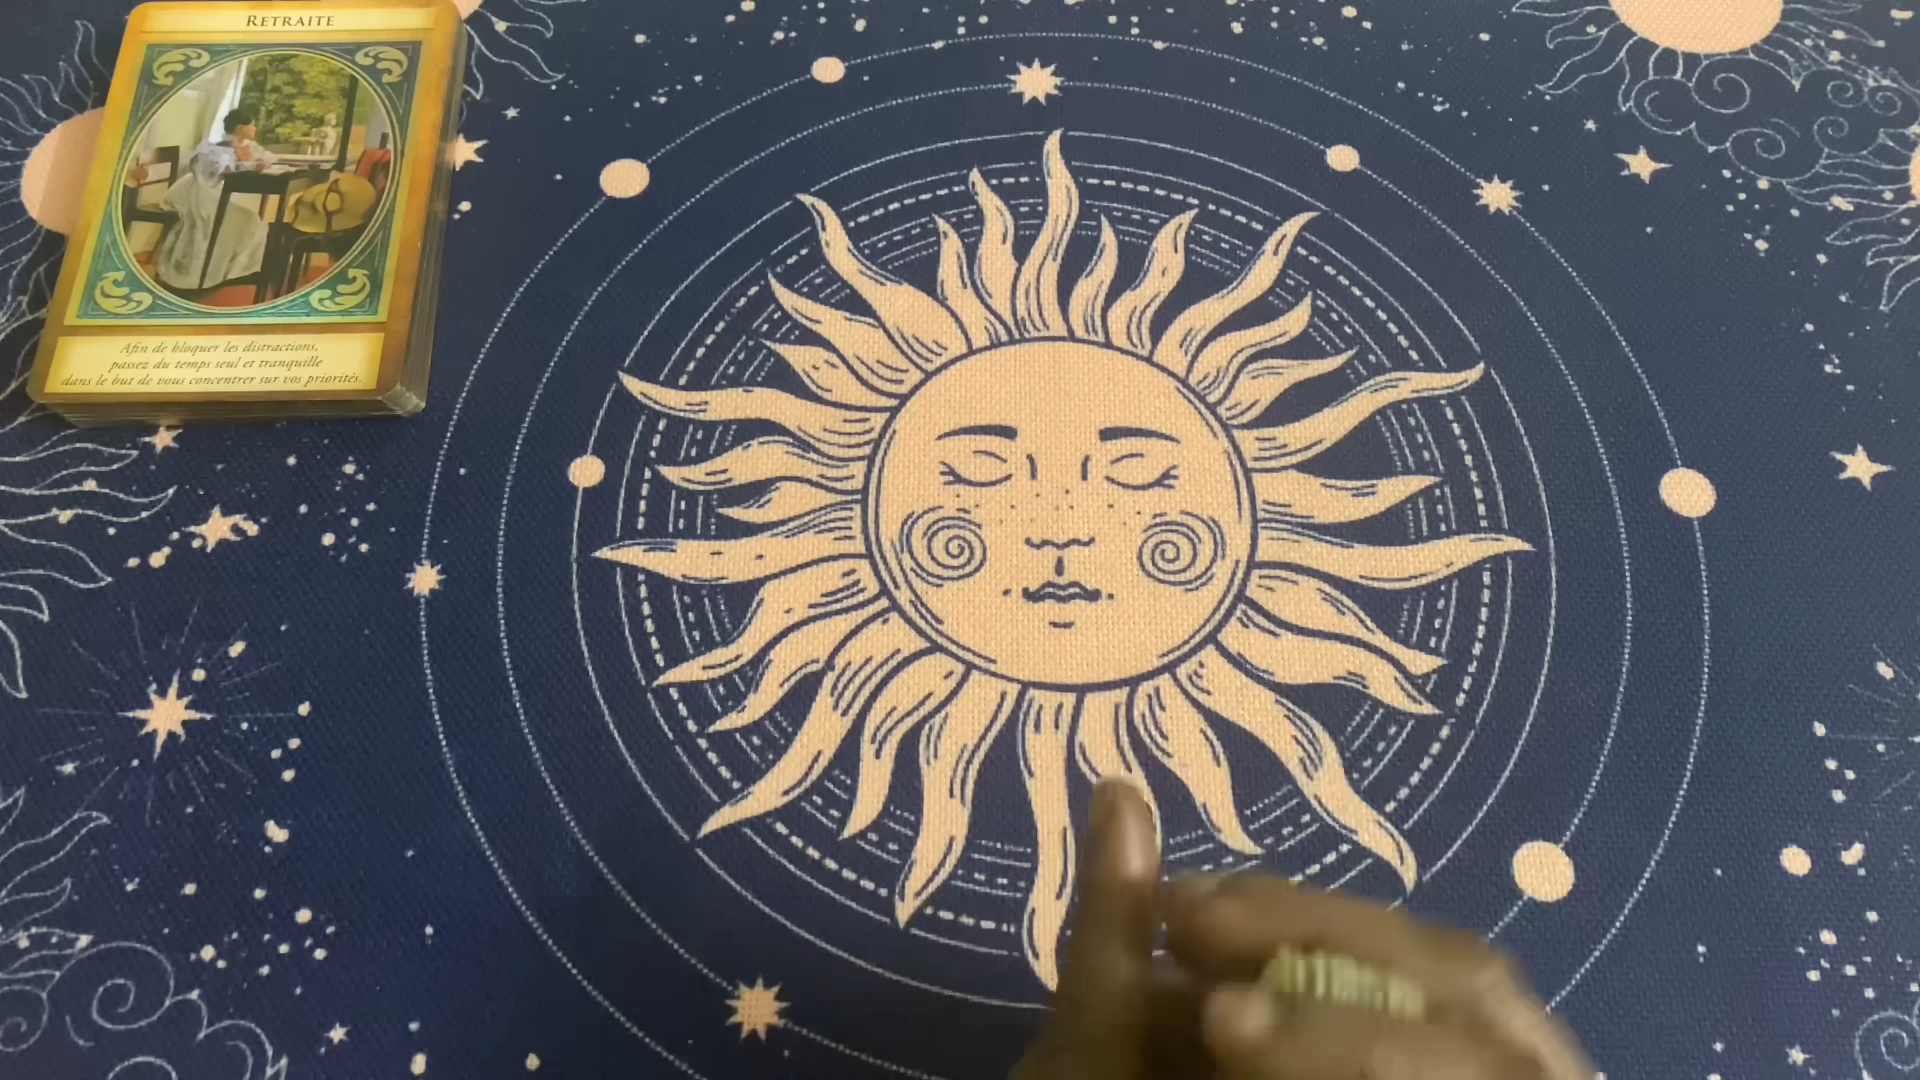 RETRAITE
Afin de bloquer les distractions,
passez du temps seul et tranquille
dans le but de vous concentrer sur vos priorités.